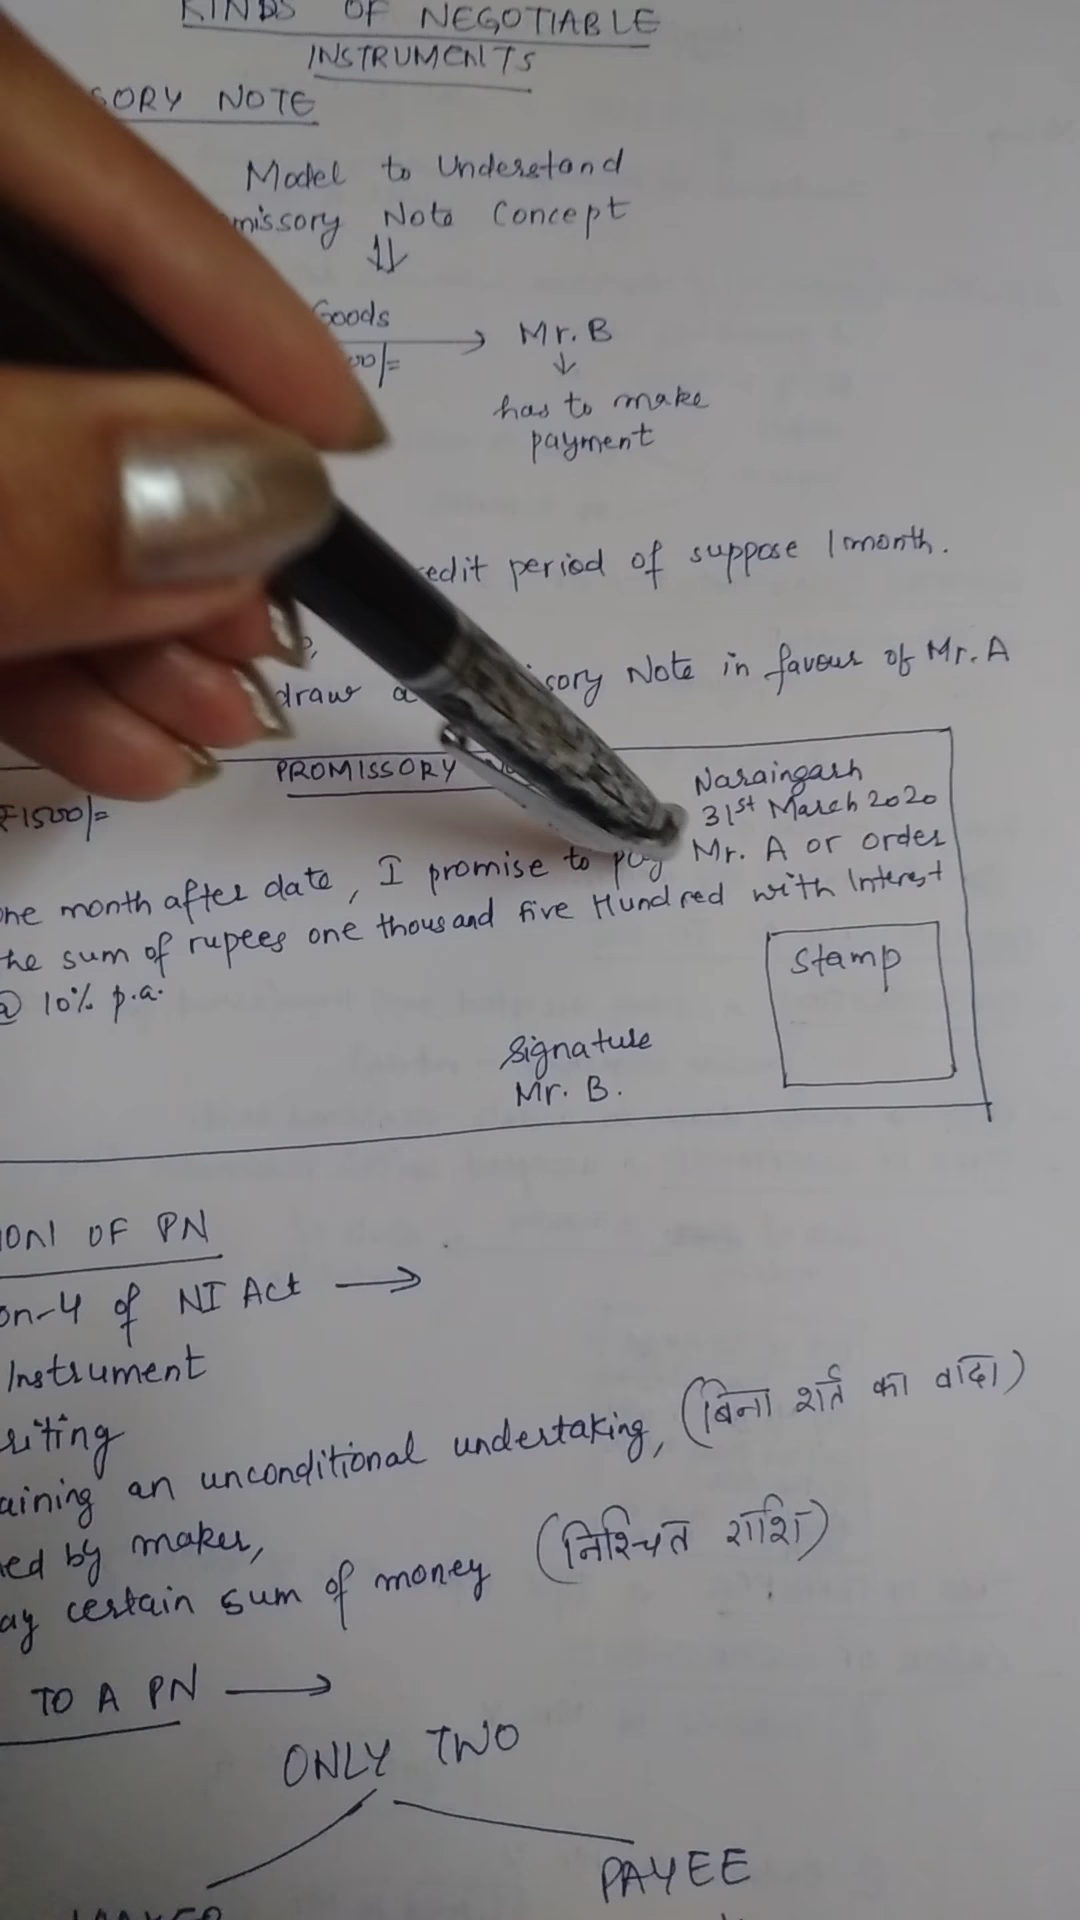 KINDS OF NEGOTIABLE
INSTRUMENTS
SORY NOTE
Model to Understand
missory Note Concept
Goods
00/=
Mr. B
has to make
payment
edit period of suppose 1 month.
draw a sory Note in favour of Mr. A
PROMISSORY
Naraingarh
₹1500/=
31st March 2020
one month after date, I promise to pay Mr. A or order
the sum of rupees one thousand five Hundred with Interest
@ 10% p.a.
Stamp
Signature
Mr. B.
ION OF PN
on-4 of NI Act
Instrument
riting
aining an unconditional undertaking, (बिना शर्त का वादा)
ed by maker,
ay certain sum of money (निश्चित राशि)
TO A PN
ONLY TWO
PAYEE